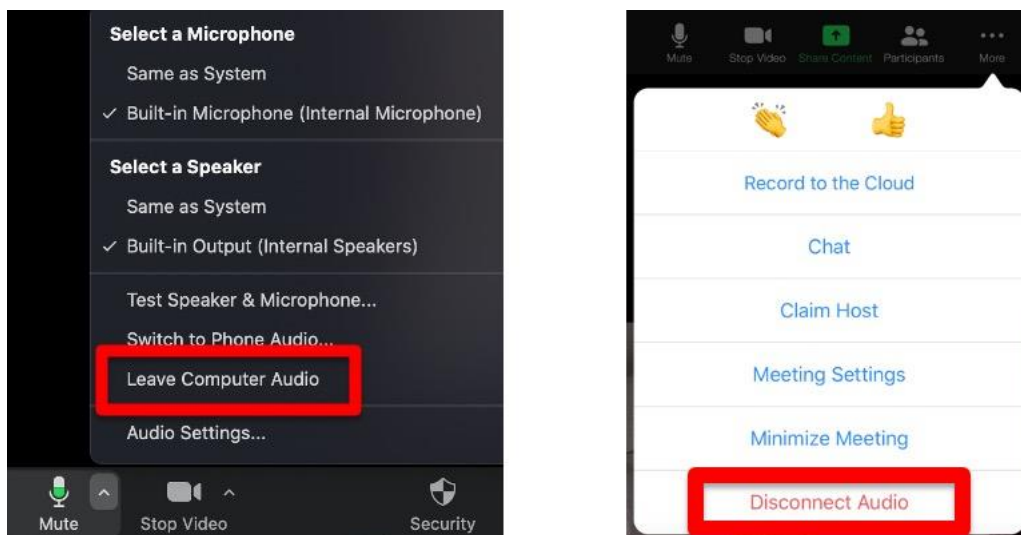 Select a Microphone
Same as System
✓ Built-in Microphone (Internal Microphone)
Select a Speaker
Same as System
✓ Built-in Output (Internal Speakers)
Test Speaker & Microphone...
Switch to Phone Audio...
Leave Computer Audio
Audio Settings...
Mute Stop Video Security
Mute Stop Video Share Content Participants More
Record to the Cloud
Chat
Claim Host
Meeting Settings
Minimize Meeting
Disconnect Audio